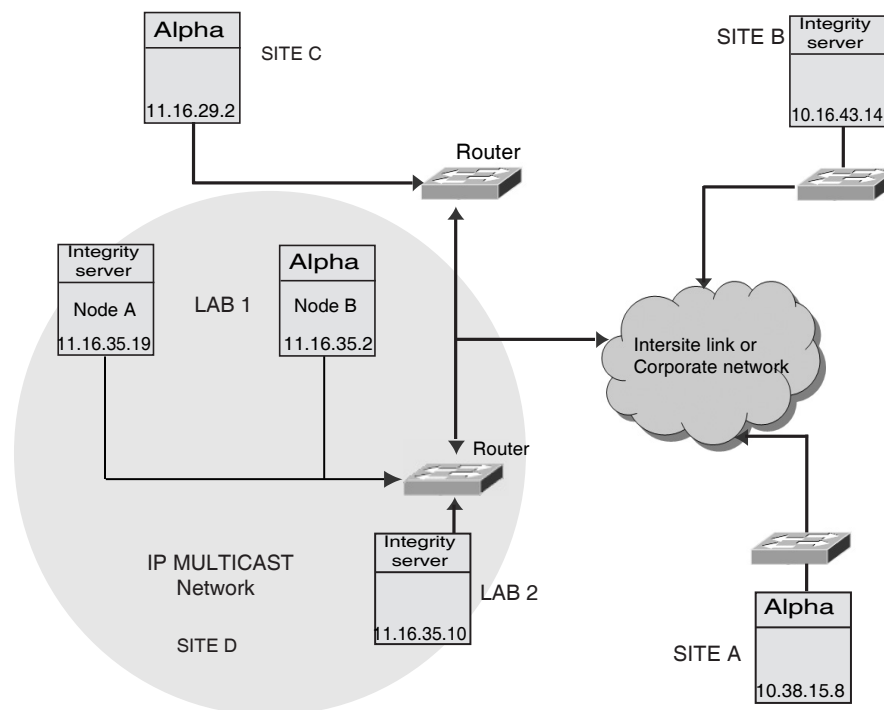 Alpha
SITE C
11.16.29.2
SITE B
Integrity
server
10.16.43.14
Router
Integrity
server
Node A
11.16.35.19
LAB 1
Alpha
Node B
11.16.35.2
Intersite link or
Corporate network
Router
IP MULTICAST
Network
SITE D
Integrity
server
11.16.35.10
LAB 2
SITE A
Alpha
10.38.15.8